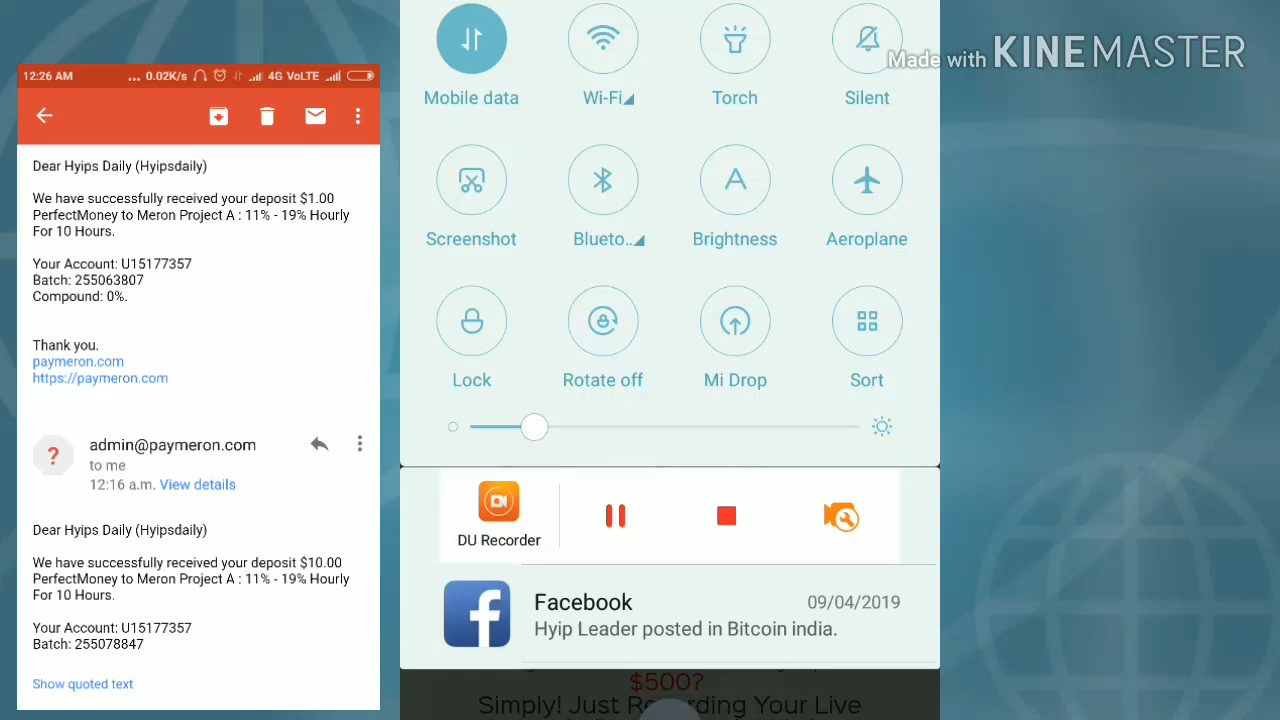 12:26 AM
... 0.02K/s 4G VoLTE
Dear Hyips Daily (Hyipsdaily)
We have successfully received your deposit $1.00
PerfectMoney to Meron Project A : 11% - 19% Hourly
For 10 Hours.
Your Account: U15177357
Batch: 255063807
Compound: 0%.
Thank you.
paymeron.com
https://paymeron.com
?
admin@paymeron.com
to me
12:16 a.m. View details
Dear Hyips Daily (Hyipsdaily)
We have successfully received your deposit $10.00
PerfectMoney to Meron Project A : 11% - 19% Hourly
For 10 Hours.
Your Account: U15177357
Batch: 255078847
Show quoted text
Made with KINEMASTER
Mobile data Wi-Fi Torch Silent
A
Screenshot Blueto.. Brightness Aeroplane
Lock Rotate off Mi Drop Sort
DU Recorder
f
Facebook 09/04/2019
Hyip Leader posted in Bitcoin india.
$500?
Simply! Just Recording Your Live